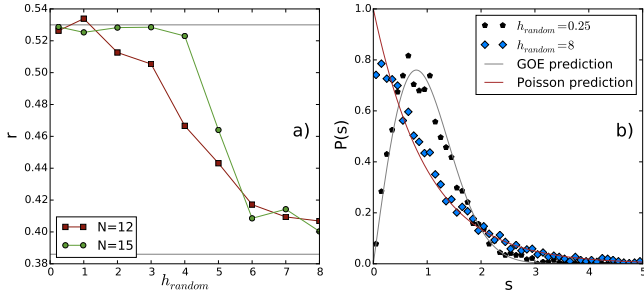 0.54
0.52
0.50
0.48
0.46
0.44
0.42
0.40
0.38
r
0 1 2 3 4 5 6 7 8
h_random
a)
N=12
N=15
1.0
0.8
0.6
0.4
0.2
0.0
P(s)
0 1 2 3 4 5
s
b)
h_random=0.25
h_random=8
GOE prediction
Poisson prediction